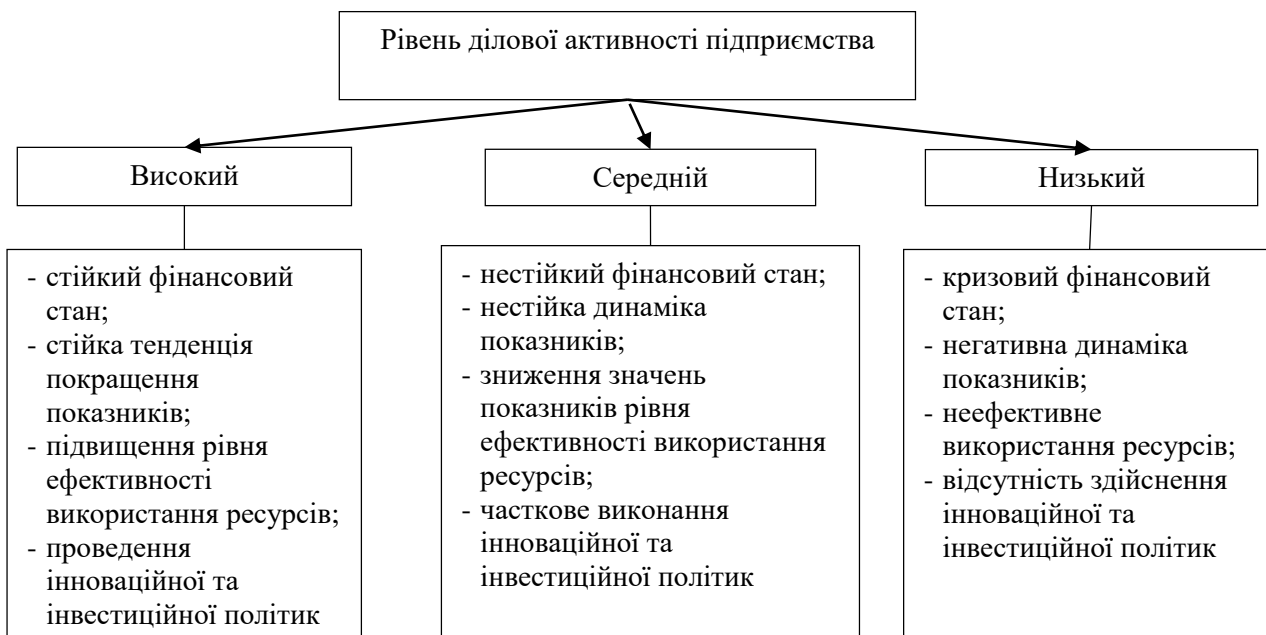 Рівень ділової активності підприємства
Високий
Середній
Низький
- стійкий фінансовий
стан;
- стійка тенденція
покращення
показників;
- підвищення рівня
ефективності
використання ресурсів;
- проведення
інноваційної та
інвестиційної політик
- нестійкий фінансовий стан;
- нестійка динаміка
показників;
- зниження значень
показників рівня
ефективності використання
ресурсів;
- часткове виконання
інноваційної та
інвестиційної політик
- кризовий фінансовий
стан;
- негативна динаміка
показників;
- неефективне
використання ресурсів;
- відсутність здійснення
інноваційної та
інвестиційної політик